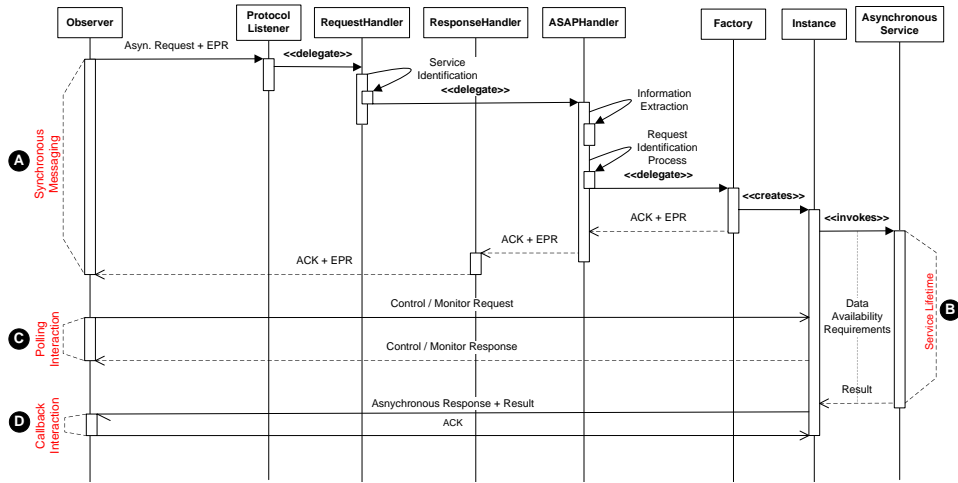 Observer
Protocol
Listener
RequestHandler
ResponseHandler
ASAPHandler
Factory
Instance
Asynchronous
Service
Asyn. Request + EPR
<<delegate>>
Service
Identification
<<delegate>>
Information
Extraction
Request
Identification
Process
<<delegate>>
<<creates>>
<<invokes>>
ACK + EPR
ACK + EPR
ACK + EPR
A
Synchronous
Messaging
Control / Monitor Request
Data
Availability
Requirements
B
Service Lifetime
C
Polling
Interaction
Control / Monitor Response
Result
Asnychronous Response + Result
D
Callback
Interaction
ACK